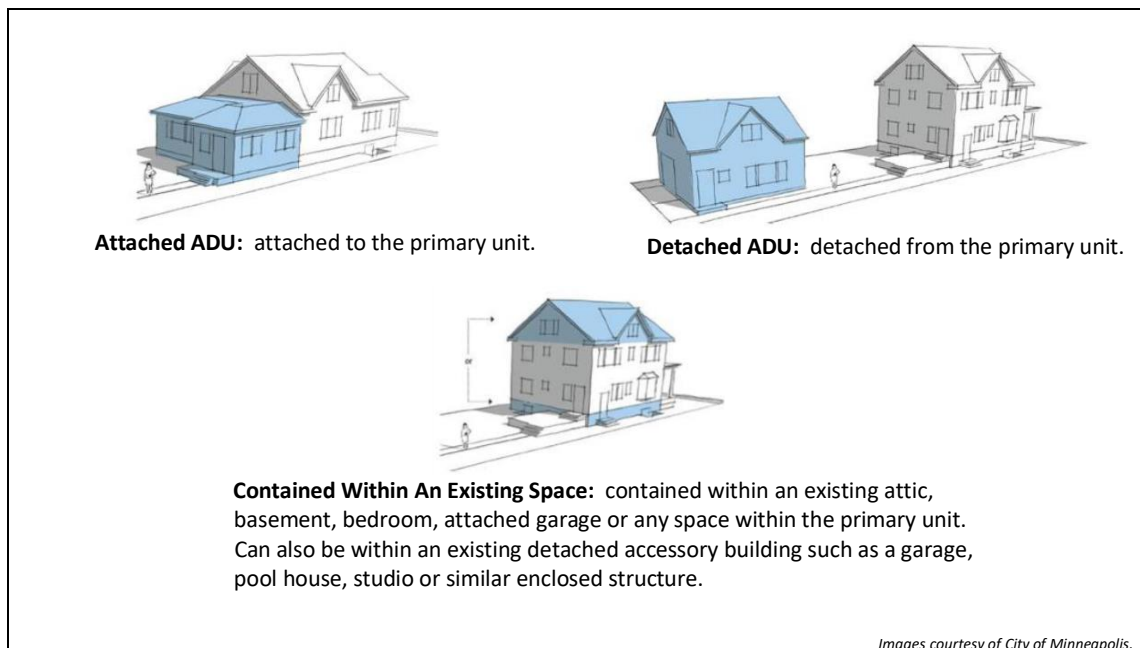 Attached ADU:  attached to the primary unit.
Detached ADU:  detached from the primary unit.
or
Contained Within An Existing Space:  contained within an existing attic,
basement, bedroom, attached garage or any space within the primary unit.
Can also be within an existing detached accessory building such as a garage,
pool house, studio or similar enclosed structure.
Images courtesy of City of Minneapolis.